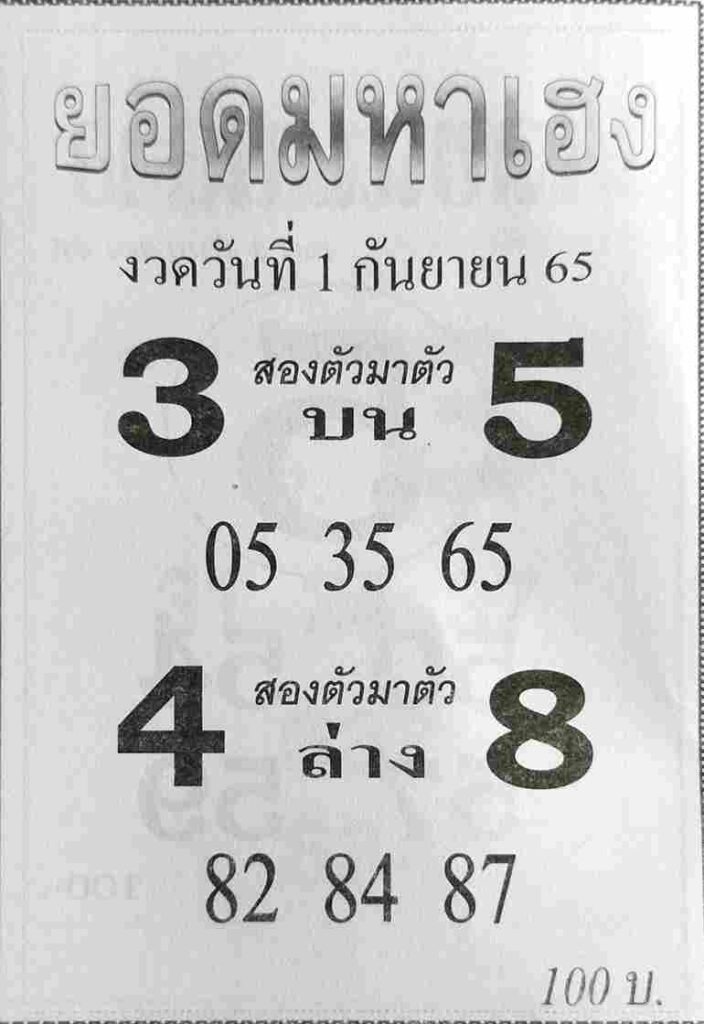 ยอดมหาเฮง
งวดวันที่ 1 กันยายน 65
3 สองตัวมาตัว 5
บน
05 35 65
4 สองตัวมาตัว 8
ล่าง
82 84 87
100 บ.